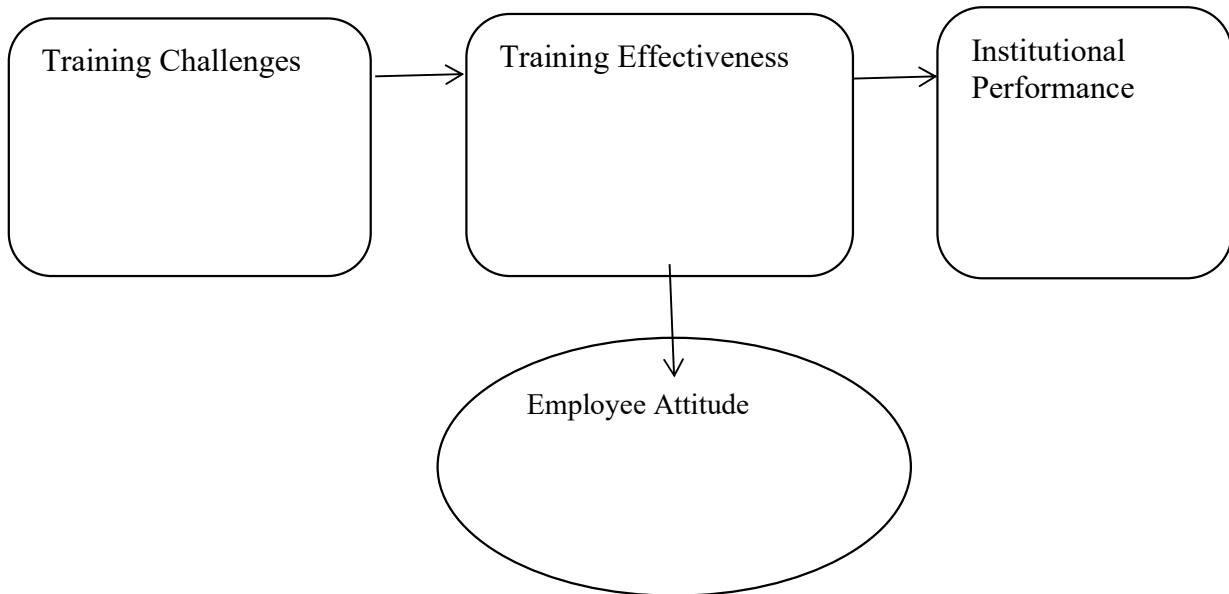 Training Challenges
Training Effectiveness
Institutional
Performance
Employee Attitude